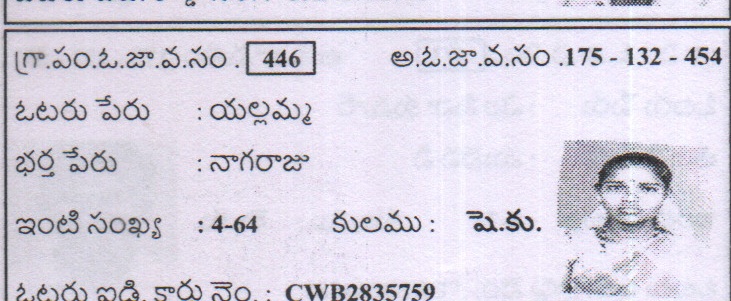 గ్రా.పం.ఓ.జా.వ.సం . 446 అ.ఓ.జా.వ.సం .175 - 132 - 454
ఓటరు పేరు : యల్లమ్మ
భర్త పేరు : నాగరాజు
ఇంటి సంఖ్య : 4-64 కులము : షె.కు.
ఓటరు ఐడి. కార్డు నెం. : CWB2835759